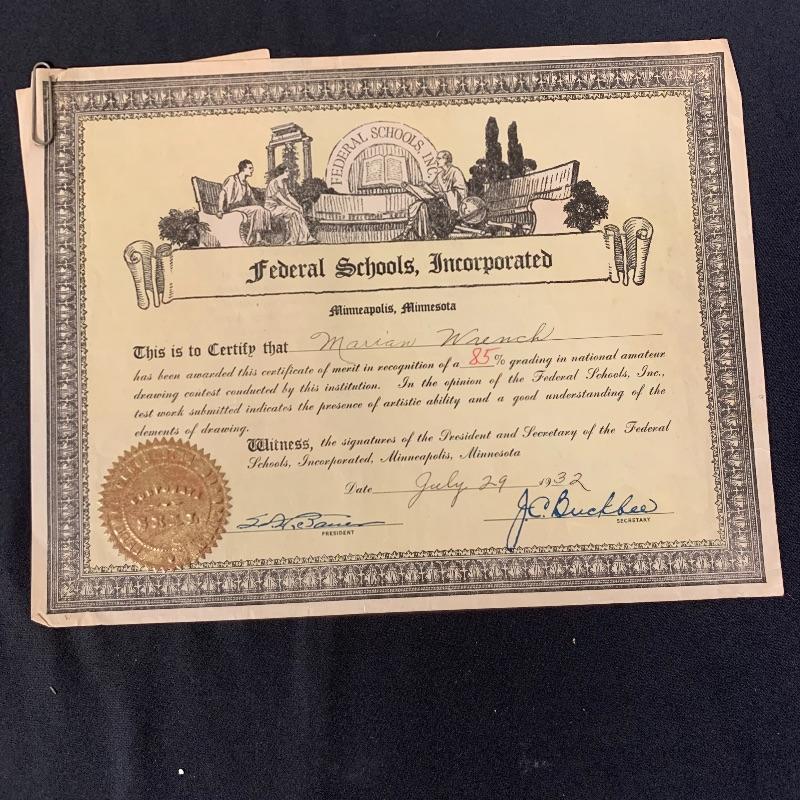 FEDERAL SCHOOLS, INC.
Federal Schools, Incorporated
Minneapolis, Minnesota
This is to Certify that Marian Wrench
has been awarded this certificate of merit in recognition of a 85% grading in national amateur
drawing contest conducted by this institution. In the opinion of the Federal Schools, Inc.,
test work submitted indicates the presence of artistic ability and a good understanding of the
elements of drawing.
Witness, the signatures of the President and Secretary of the Federal
Schools, Incorporated, Minneapolis, Minnesota
Date July 29 1932
J.C. Buckbee
PRESIDENT
SECRETARY